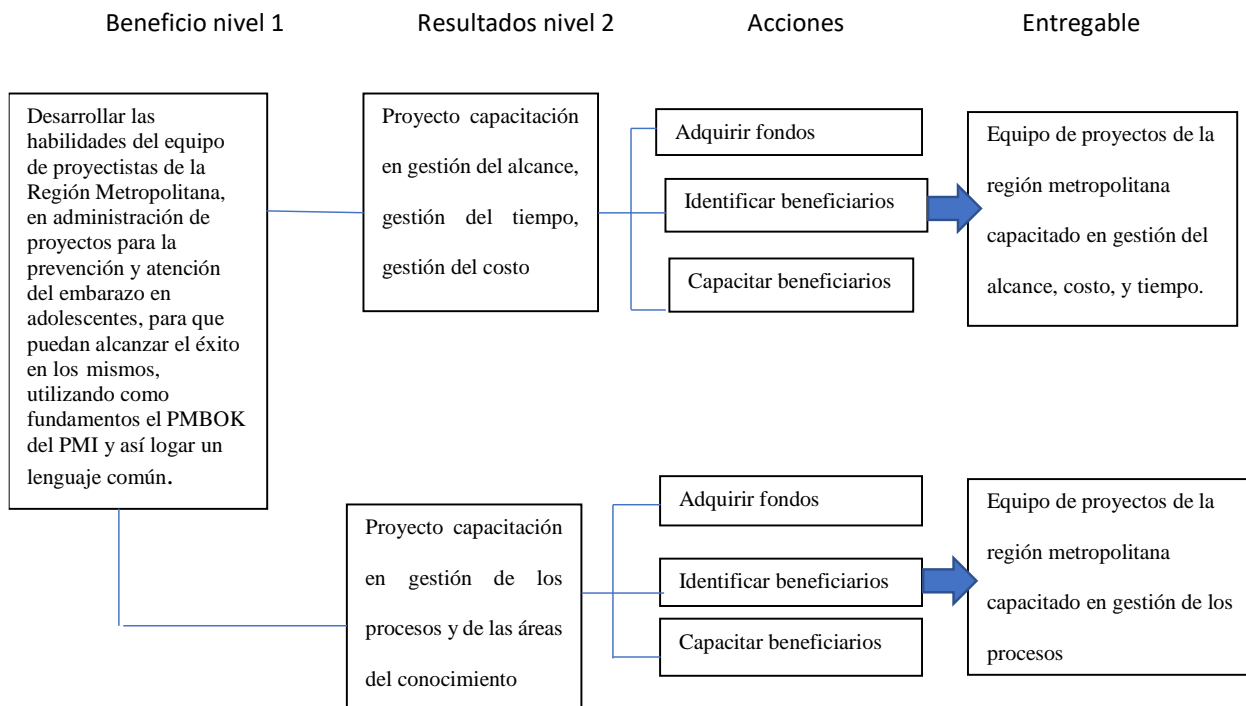 Beneficio nivel 1
Resultados nivel 2
Acciones
Entregable
Desarrollar las
habilidades del equipo
de proyectistas de la
Región Metropolitana,
en administración de
proyectos para la
prevención y atención
del embarazo en
adolescentes, para que
puedan alcanzar el éxito
en los mismos,
utilizando como
fundamentos el PMBOK
del PMI y así logar un
lenguaje común.
Proyecto capacitación
en gestión del alcance,
gestión del tiempo,
gestión del costo
Adquirir fondos
Identificar beneficiarios
Capacitar beneficiarios
Equipo de proyectos de la
región metropolitana
capacitado en gestión del
alcance, costo, y tiempo.
Proyecto capacitación
en gestión de los
procesos y de las áreas
del conocimiento
Adquirir fondos
Identificar beneficiarios
Capacitar beneficiarios
Equipo de proyectos de la
región metropolitana
capacitado en gestión de los
procesos